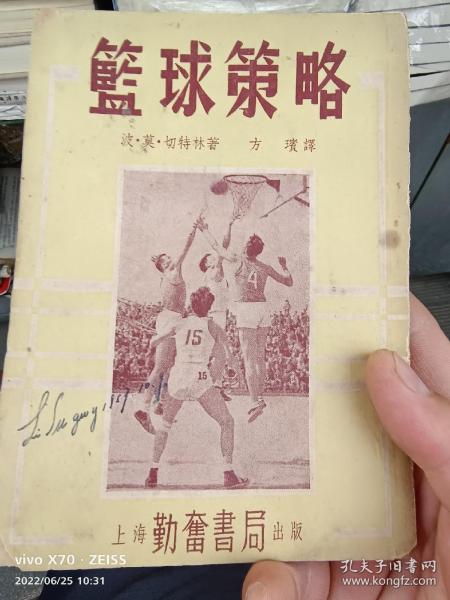 籃球策略
波·莫·切特林著 方瓆譯
4
15
15
上海 勤奮書局 出版
vivo X70 · ZEISS
2022/06/25 10:31
孔夫子旧书网
www.kongfz.com